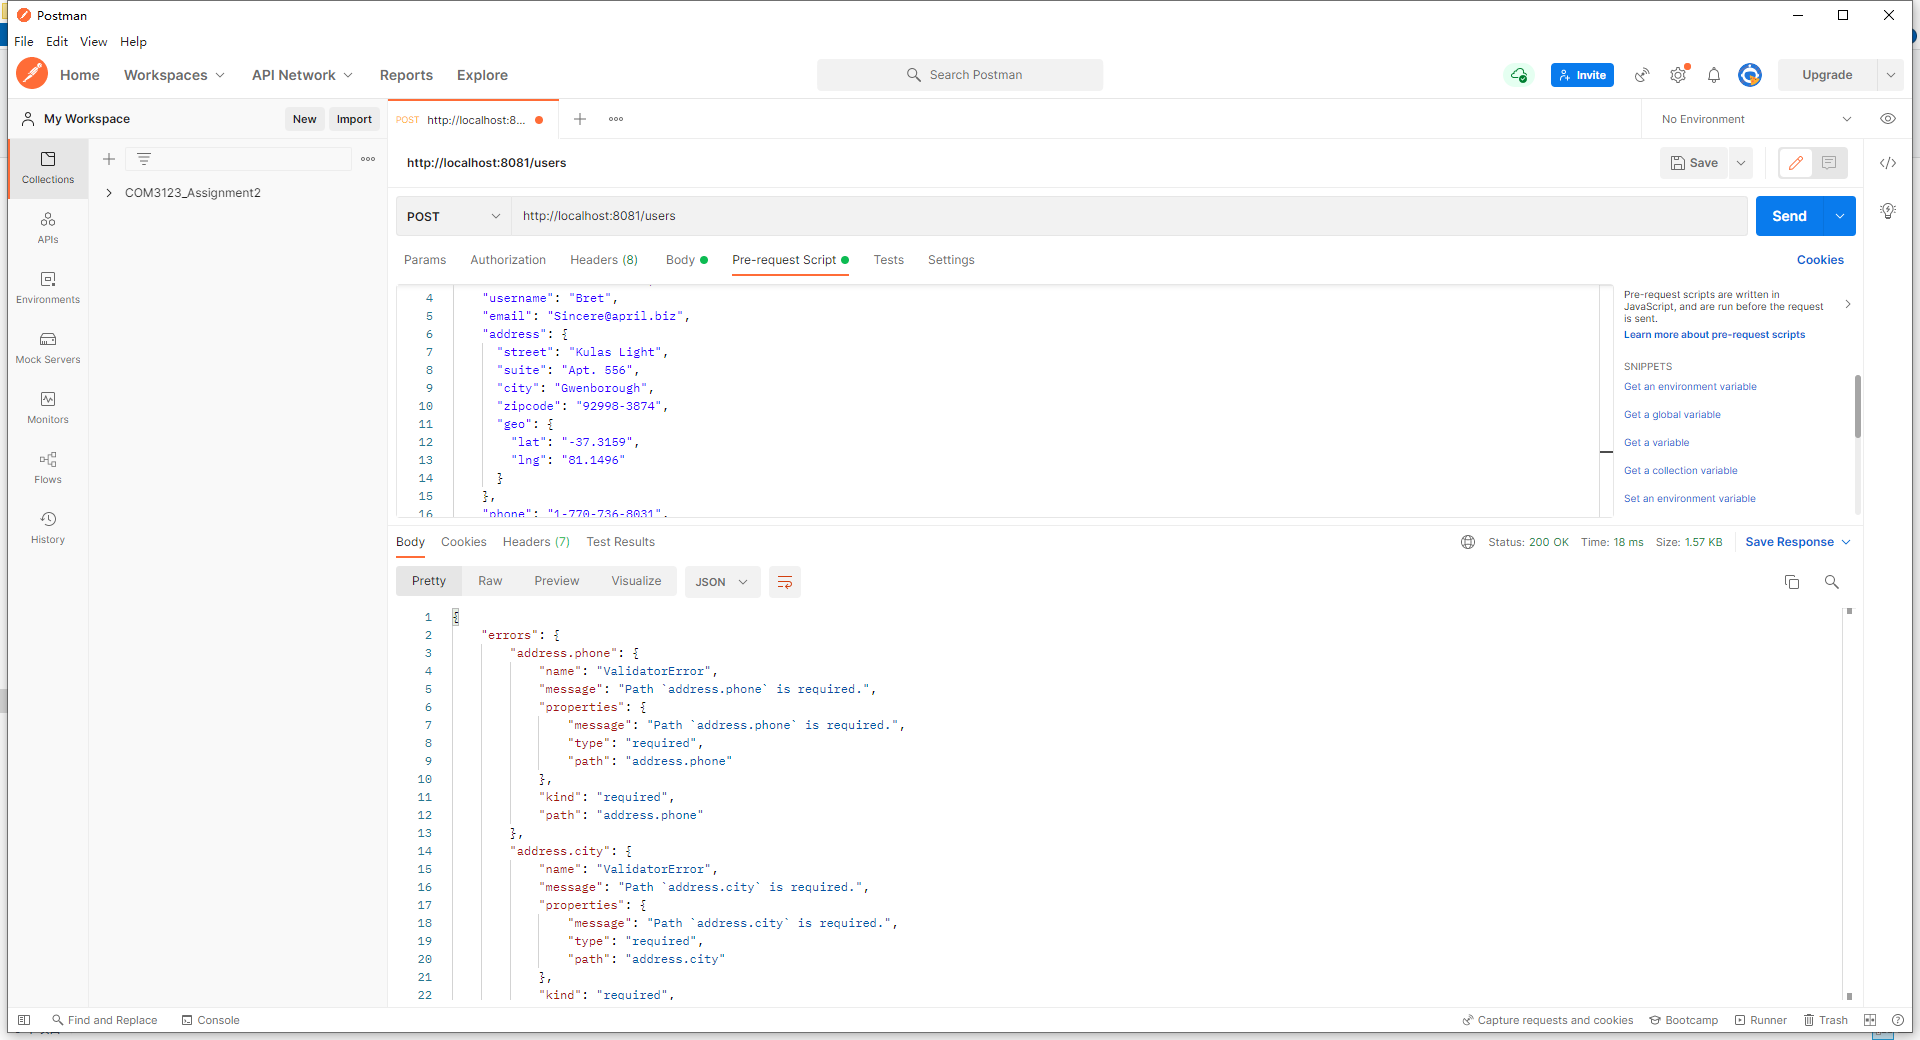 Postman
File Edit View Help
Home Workspaces API Network Reports Explore
Search Postman
Invite
Upgrade
My Workspace
New Import
POST http://localhost:8...
No Environment
Collections
APIs
Environments
Mock Servers
Monitors
Flows
History
COM3123_Assignment2
http://localhost:8081/users
Save
POST http://localhost:8081/users
Send
Params Authorization Headers (8) Body Pre-request Script Tests Settings
Cookies
4 "username": "Bret",
5 "email": "Sincere@april.biz",
6 "address": {
7 "street": "Kulas Light",
8 "suite": "Apt. 556",
9 "city": "Gwenborough",
10 "zipcode": "92998-3874",
11 "geo": {
12 "lat": "-37.3159",
13 "lng": "81.1496"
14 }
15 },
16 "phone": "1-770-736-8031",
Pre-request scripts are written in
JavaScript, and are run before the request
is sent.
Learn more about pre-request scripts
SNIPPETS
Get an environment variable
Get a global variable
Get a variable
Get a collection variable
Set an environment variable
Body Cookies Headers (7) Test Results
Status: 200 OK Time: 18 ms Size: 1.57 KB Save Response
Pretty Raw Preview Visualize JSON
1 {
2 "errors": {
3 "address.phone": {
4 "name": "ValidatorError",
5 "message": "Path `address.phone` is required.",
6 "properties": {
7 "message": "Path `address.phone` is required.",
8 "type": "required",
9 "path": "address.phone"
10 },
11 "kind": "required",
12 "path": "address.phone"
13 },
14 "address.city": {
15 "name": "ValidatorError",
16 "message": "Path `address.city` is required.",
17 "properties": {
18 "message": "Path `address.city` is required.",
19 "type": "required",
20 "path": "address.city"
21 },
22 "kind": "required",
Find and Replace Console
Capture requests and cookies Bootcamp Runner Trash